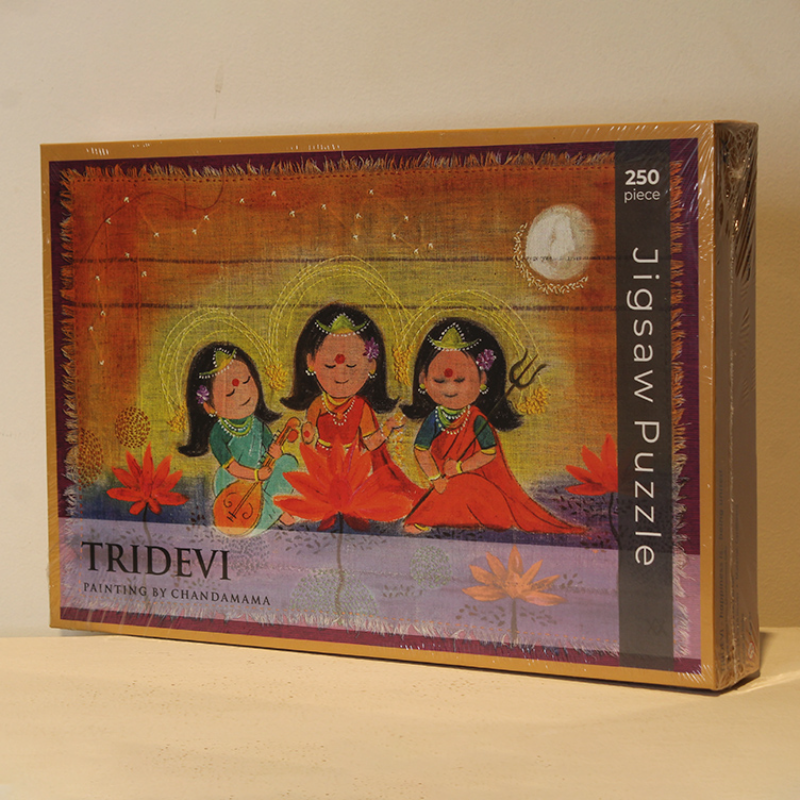 250
piece
Jigsaw Puzzle
TRIDEVI
PAINTING BY CHANDAMAMA